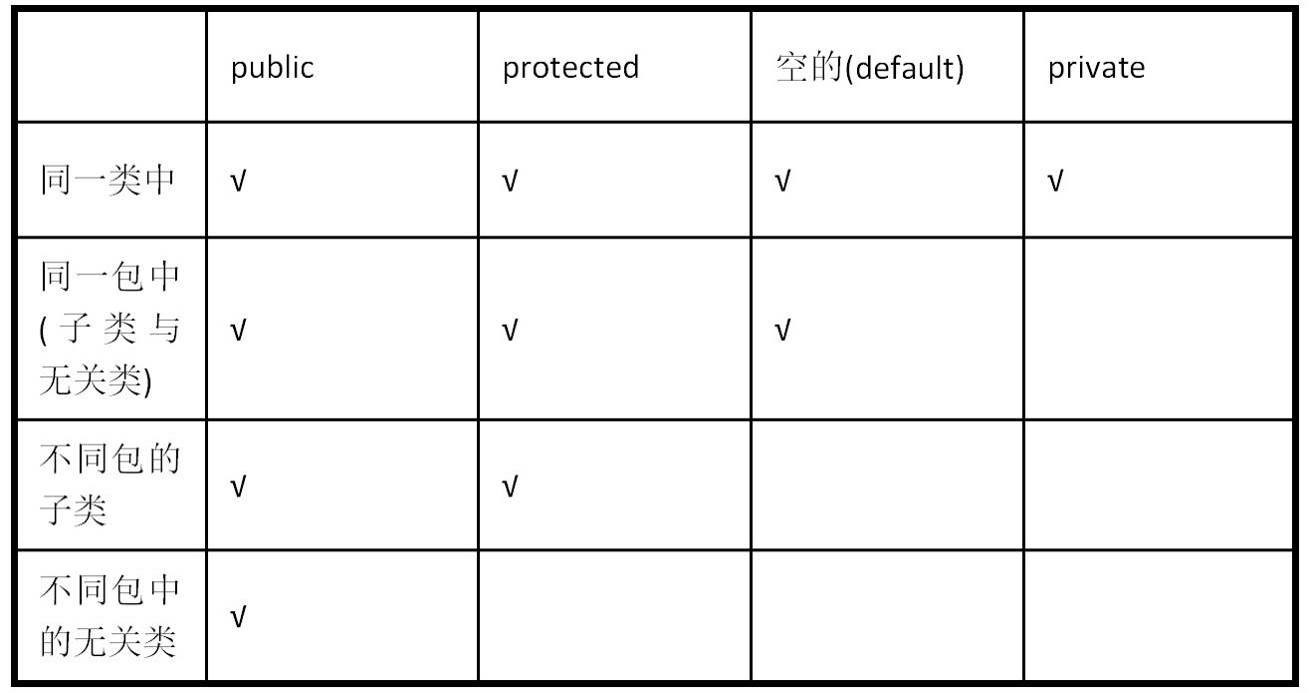 public protected 空的(default) private
同一类中 √ √ √ √
同一包中
(子类与 √ √ √
无关类)
不同包的
子类 √ √
不同包中
的无关类 √